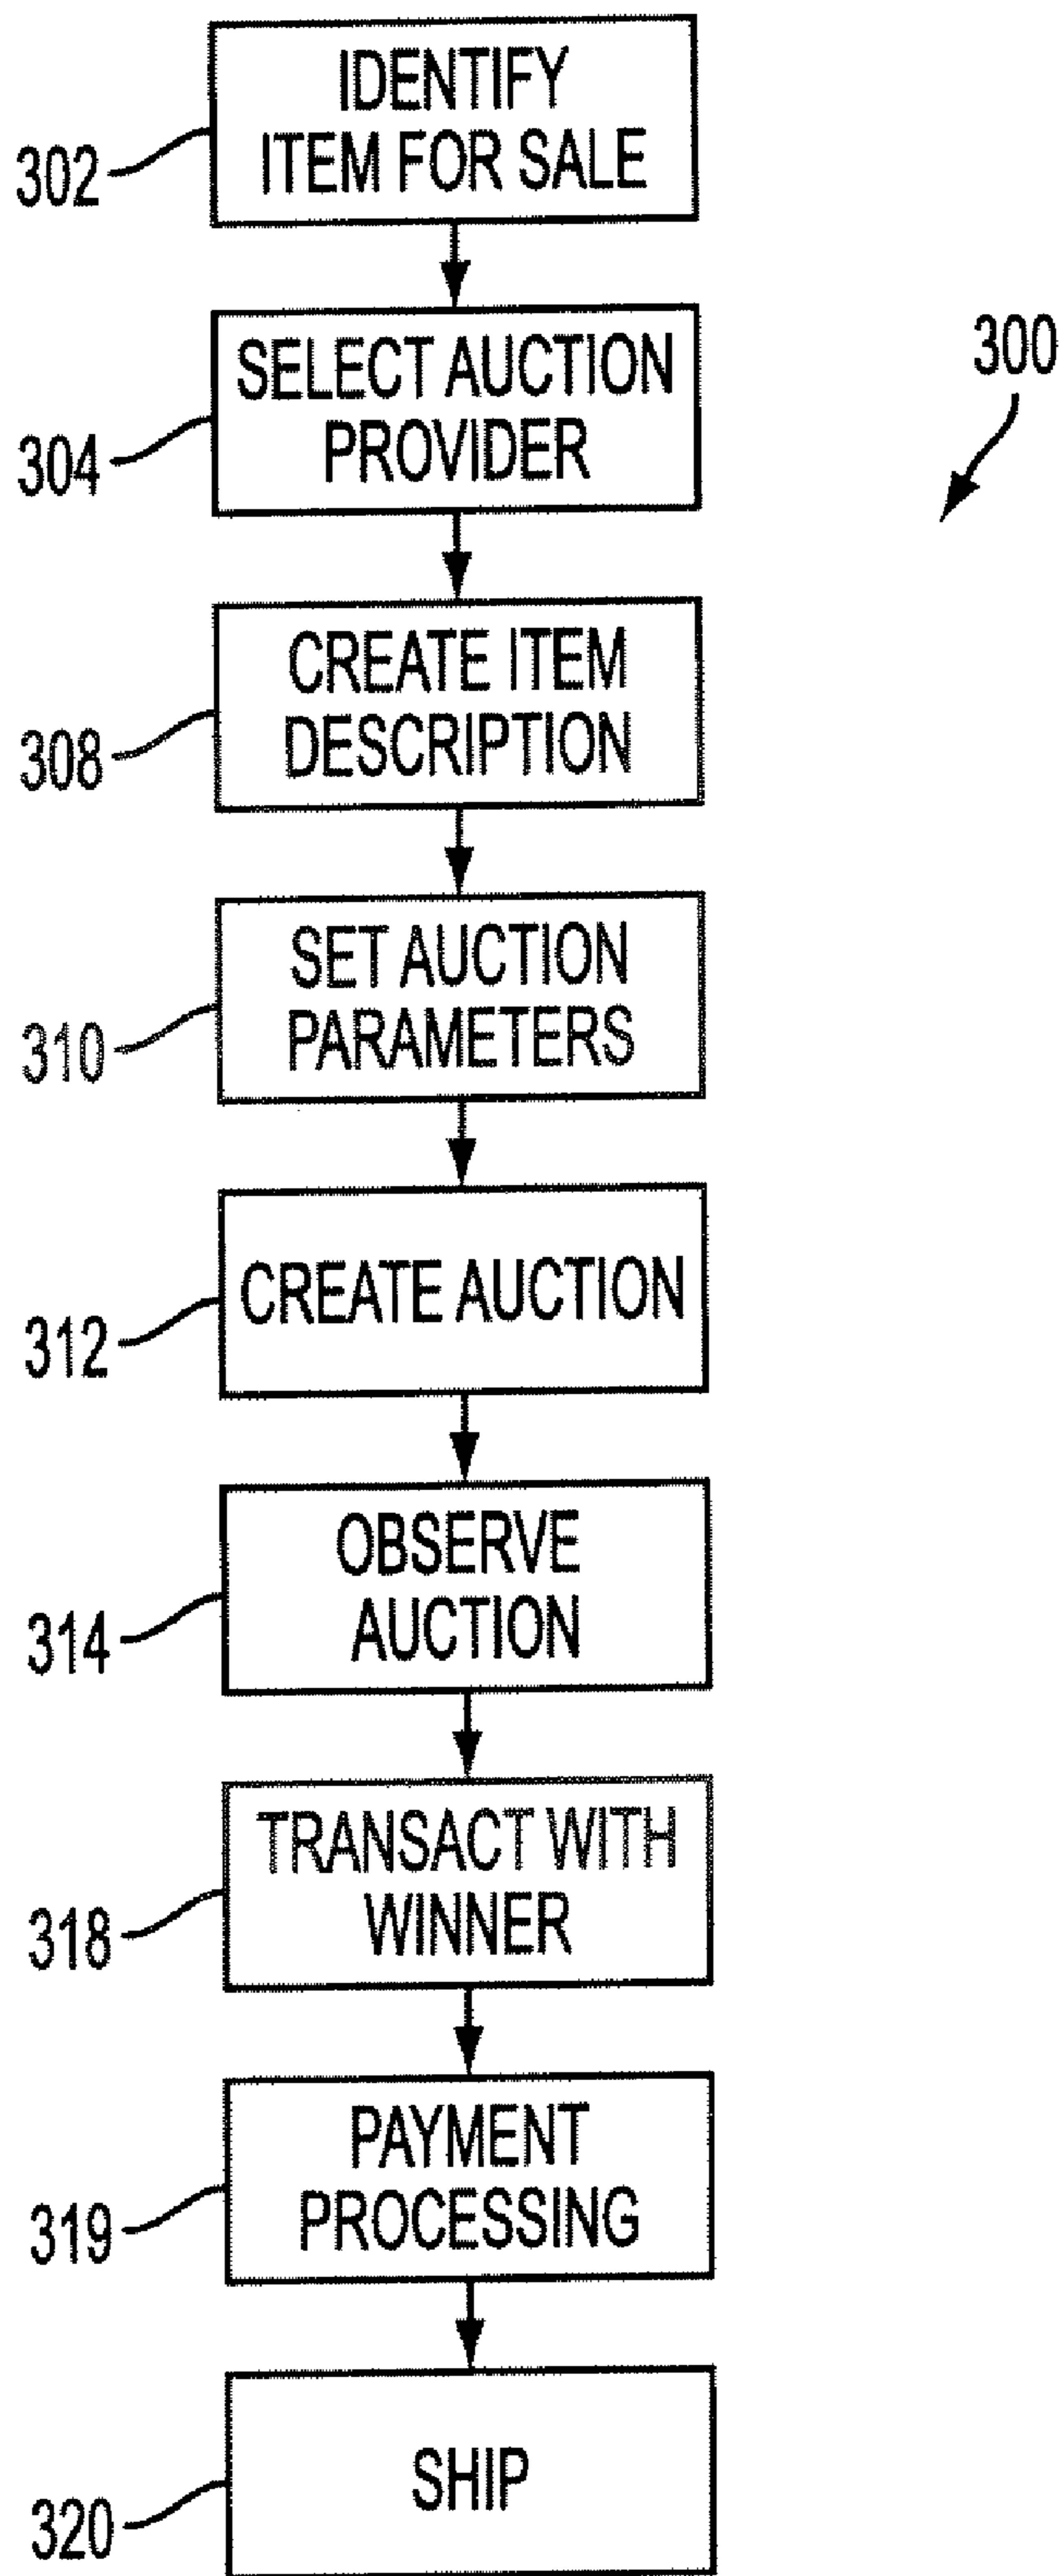 IDENTIFY
ITEM FOR SALE
302
SELECT AUCTION
PROVIDER
304
300
CREATE ITEM
DESCRIPTION
308
SET AUCTION
PARAMETERS
310
CREATE AUCTION
312
OBSERVE
AUCTION
314
TRANSACT WITH
WINNER
318
PAYMENT
PROCESSING
319
SHIP
320